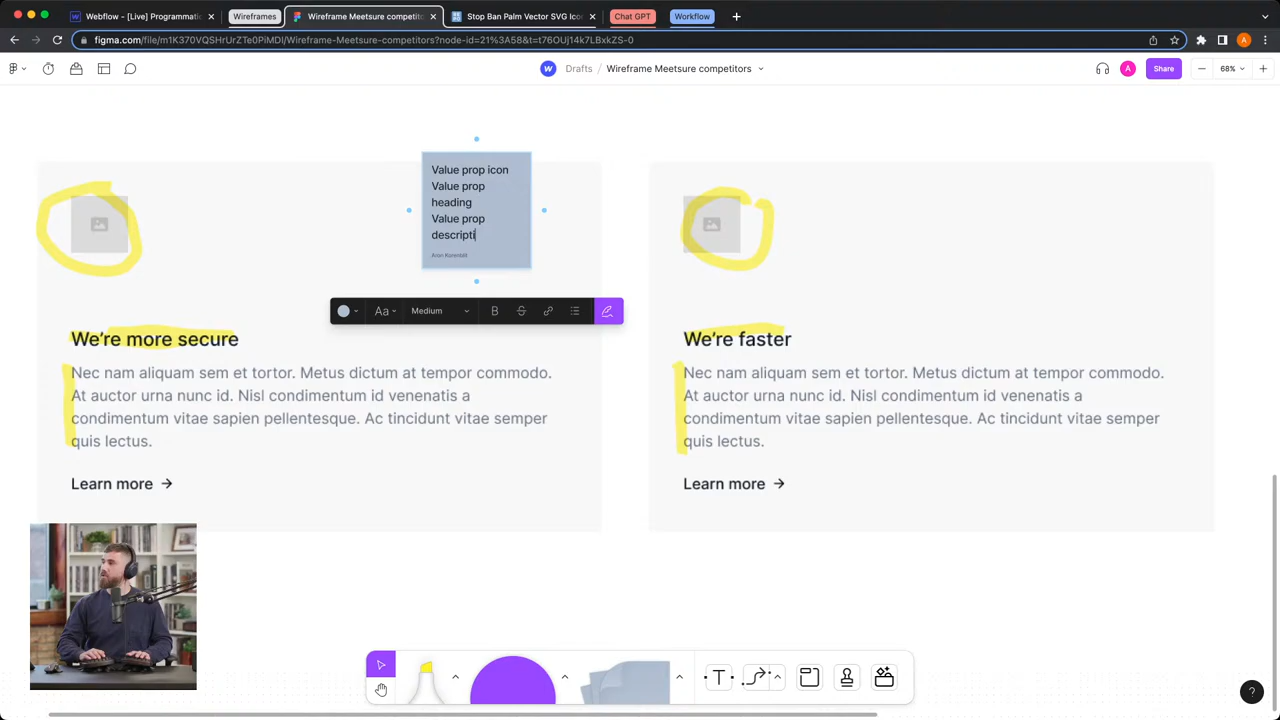 Webflow - [Live] Programmatic
Wireframes
Wireframe Meetsure competitor
Stop Ban Palm Vector SVG Icon
Chat GPT
Workflow
figma.com/file/m1K370VQSHrUrZTe0PiMDI/Wireframe-Meetsure-competitors?node-id=21%3A58&t=t76OUj14k7LBxkZS-0
A
Drafts / Wireframe Meetsure competitors
A
Share
68%
Value prop icon
Value prop
heading
Value prop
descripti
Aa
Medium
B
S
We're more secure
Nec nam aliquam sem et tortor. Metus dictum at tempor commodo.
At auctor urna nunc id. Nisl condimentum id venenatis a
condimentum vitae sapien pellentesque. Ac tincidunt vitae semper
quis lectus.
Learn more →
We're faster
Nec nam aliquam sem et tortor. Metus dictum at tempor commodo.
At auctor urna nunc id. Nisl condimentum id venenatis a
condimentum vitae sapien pellentesque. Ac tincidunt vitae semper
quis lectus.
Learn more →
T
?